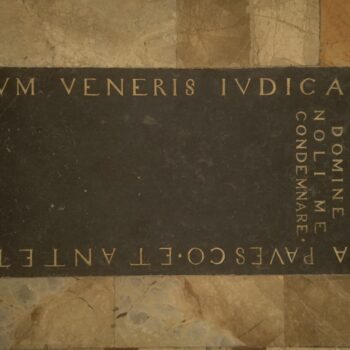 VM VENERIS IVDICA
DOMINE
NOLI ME
CONDEMNARE.
A PAVESCO·ET ANTE T